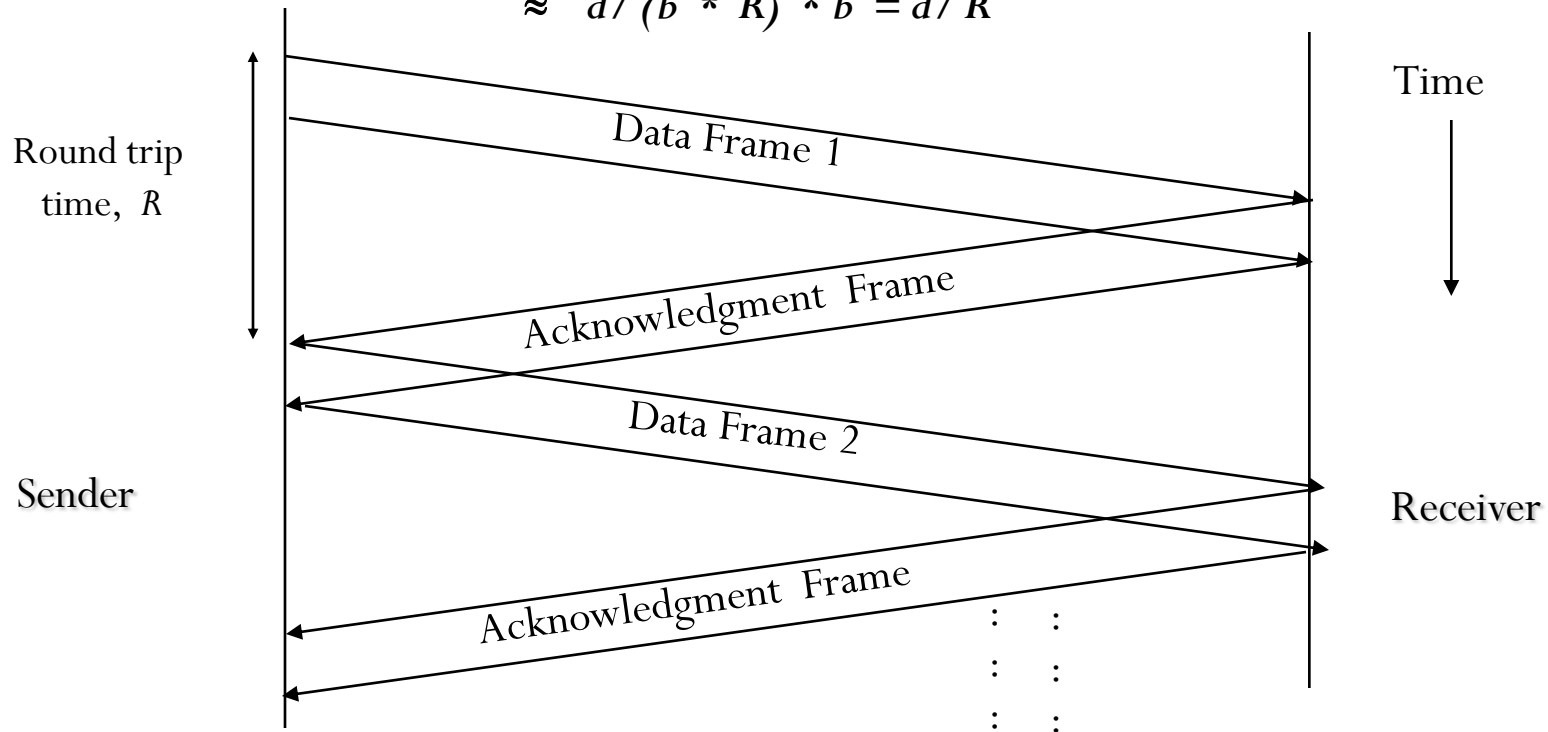 ≈ d / (b * R) * b = d / R
Time
Data Frame 1
Round trip
time, R
Acknowledgment Frame
Data Frame 2
Sender
Receiver
Acknowledgment Frame
: :
: :
: :